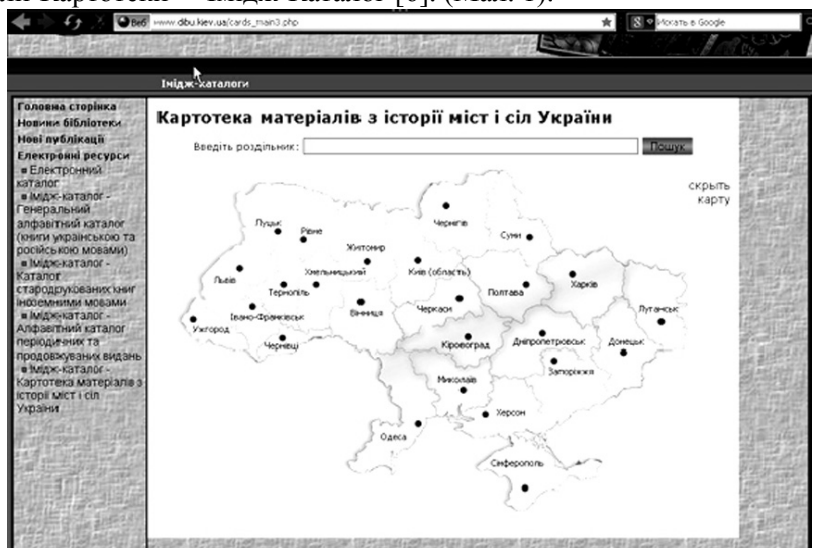 Картотеки – Імідж Каталог [6]. (Мал. 1).
Веб
www.dbu.kiev.ua/cards_main3.php
Искать в Google
Імідж-каталоги
Головна сторінка
Новини бібліотеки
Нові публікації
Електронні ресурси
Електронний
каталог
Імідж-каталог -
Генеральний
алфавітний каталог
(книги українською та
російською мовами)
Імідж-каталог -
Каталог
стародрукованих книг
іноземними мовами
Імідж-каталог -
Алфавітний каталог
періодичних та
продовжуваних видань
Імідж-каталог -
Картотека матеріалів з
історії міст і сіл
України
Картотека матеріалів з історії міст і сіл України
Введіть роздільник:
Пошук
скрыть
карту
Чернігів
Луцьк
Рівне
Суми
Житомир
Львів
Хмельницький
Київ (область)
Харків
Тернопіль
Полтава
Івано-Франківськ
Вінниця
Черкаси
Луганськ
Ужгород
Чернівці
Кіровоград
Дніпропетровськ
Донецьк
Запоріжжя
Миколаїв
Херсон
Одеса
Сімферополь